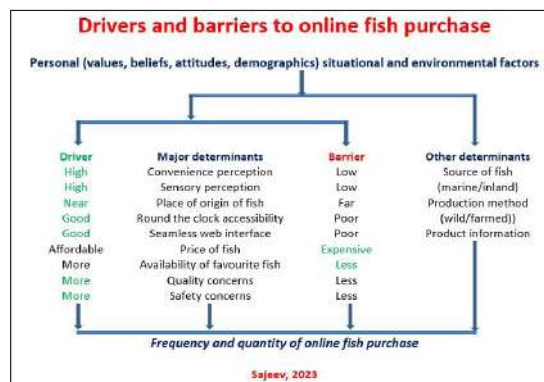 Drivers and barriers to online fish purchase
Personal (values, beliefs, attitudes, demographics) situational and environmental factors
Driver Major determinants Barrier Other determinants
High Convenience perception Low Source of fish
High Sensory perception Low (marine/inland)
Near Place of origin of fish Far Production method
Good Round the clock accessibility Poor (wild/farmed))
Good Seamless web interface Poor Product information
Affordable Price of fish Expensive
More Availability of favourite fish Less
More Quality concerns Less
More Safety concerns Less
Frequency and quantity of online fish purchase
Sajeev, 2023